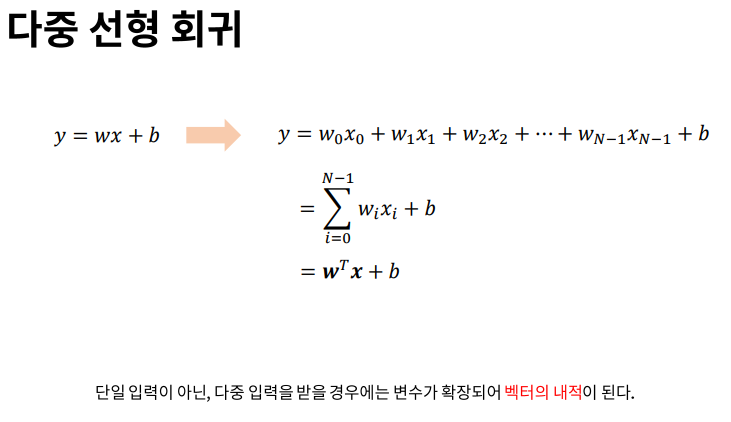 다중 선형 회귀
y = wx + b
y = w₀x₀ + w₁x₁ + w₂x₂ + ⋯ + w_{N−1}x_{N−1} + b
= ∑_{i=0}^{N−1} wᵢxᵢ + b
= 𝒘ᵀ𝒙 + b
단일 입력이 아닌, 다중 입력을 받을 경우에는 변수가 확장되어 벡터의 내적이 된다.